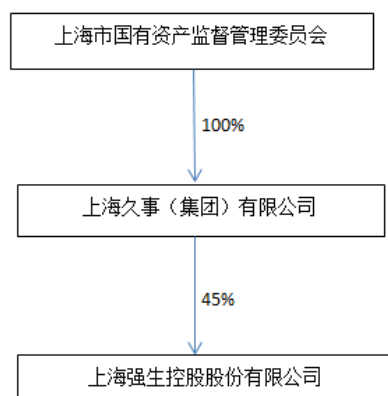 上海市国有资产监督管理委员会
100%
上海久事（集团）有限公司
45%
上海强生控股股份有限公司